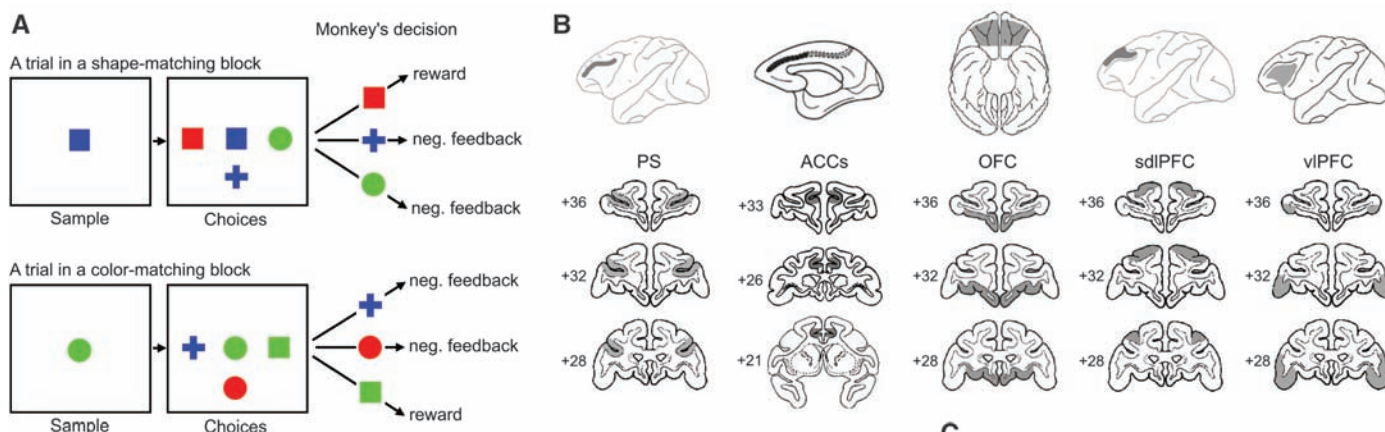 A
Monkey's decision
A trial in a shape-matching block
reward
neg. feedback
neg. feedback
Sample
Choices
A trial in a color-matching block
neg. feedback
neg. feedback
reward
Sample
Choices
B
PS
ACCs
OFC
sdlPFC
vlPFC
+36
+33
+36
+36
+36
+32
+26
+32
+32
+32
+28
+21
+28
+28
+28
C